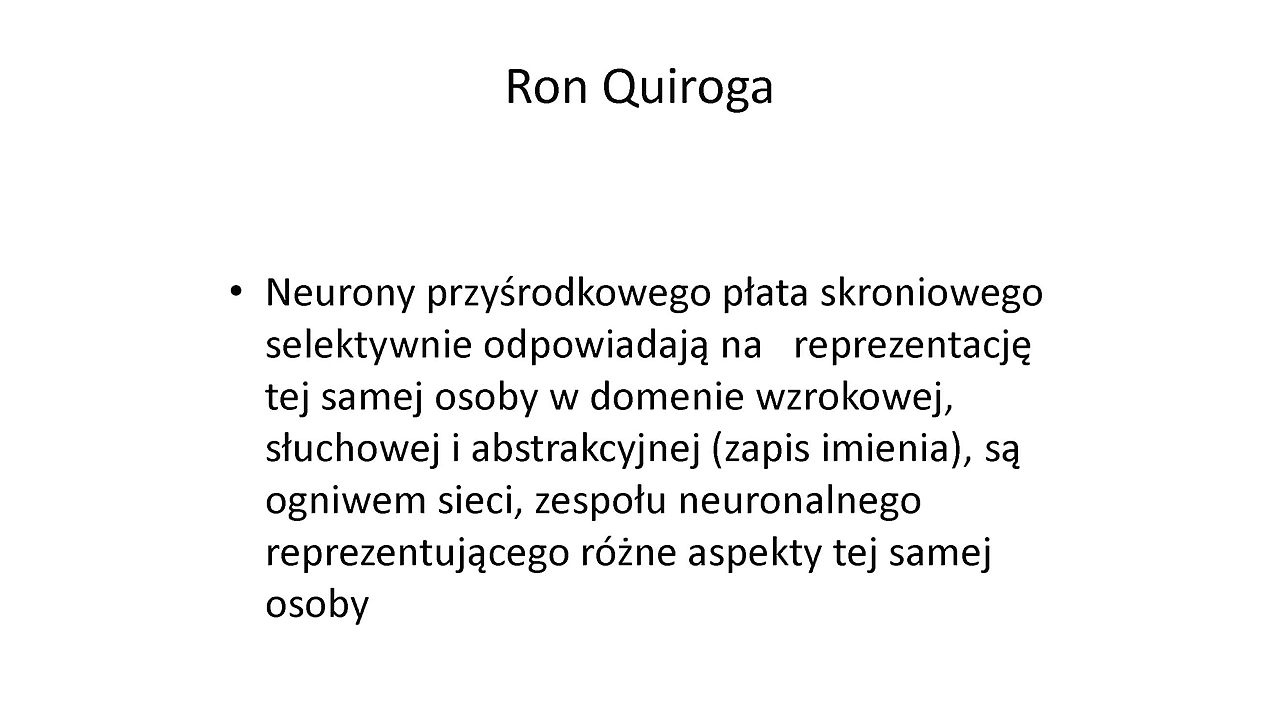 Ron Quiroga
• Neurony przyśrodkowego płata skroniowego
selektywnie odpowiadają na   reprezentację
tej samej osoby w domenie wzrokowej,
słuchowej i abstrakcyjnej (zapis imienia), są
ogniwem sieci, zespołu neuronalnego
reprezentującego różne aspekty tej samej
osoby